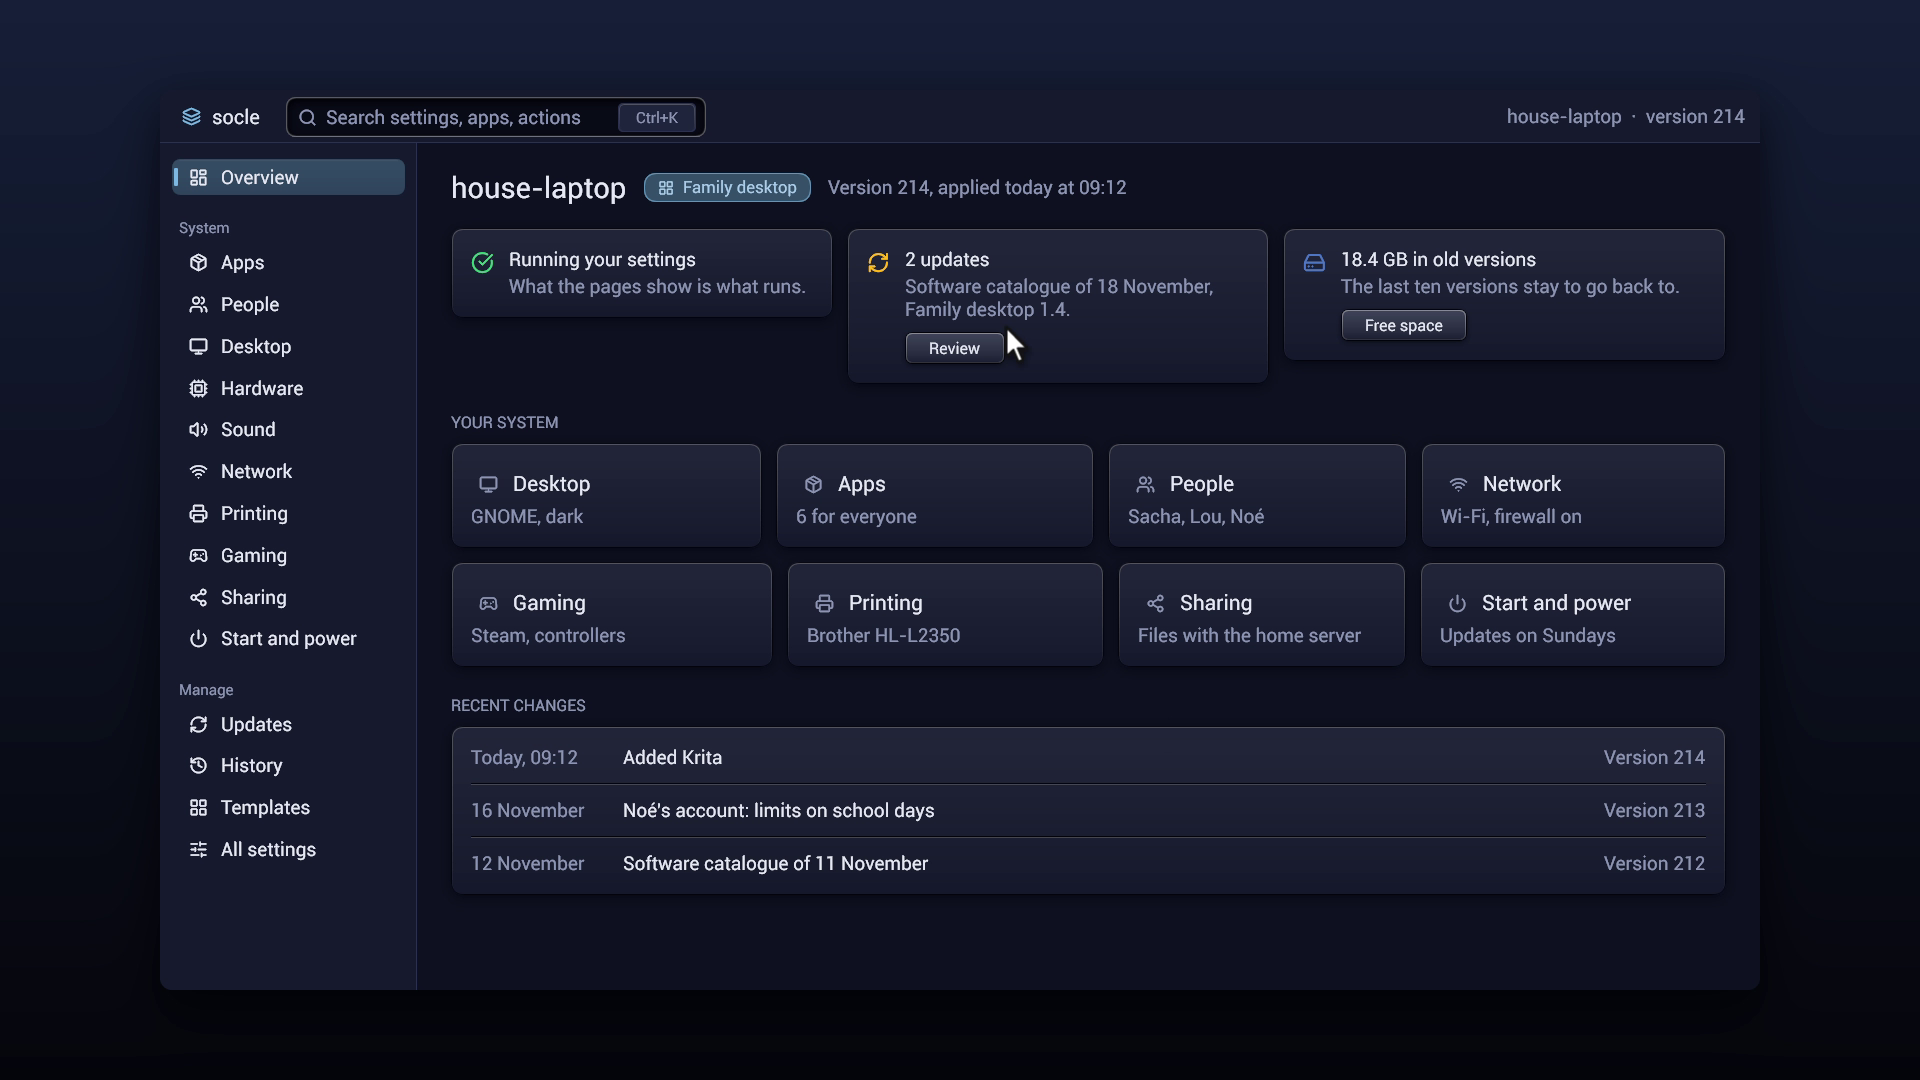 socle
Search settings, apps, actions
Ctrl+K
house-laptop · version 214
Overview
System
Apps
People
Desktop
Hardware
Sound
Network
Printing
Gaming
Sharing
Start and power
Manage
Updates
History
Templates
All settings
house-laptop
Family desktop
Version 214, applied today at 09:12
Running your settings
What the pages show is what runs.
2 updates
Software catalogue of 18 November,
Family desktop 1.4.
Review
18.4 GB in old versions
The last ten versions stay to go back to.
Free space
YOUR SYSTEM
Desktop
GNOME, dark
Apps
6 for everyone
People
Sacha, Lou, Noé
Network
Wi-Fi, firewall on
Gaming
Steam, controllers
Printing
Brother HL-L2350
Sharing
Files with the home server
Start and power
Updates on Sundays
RECENT CHANGES
Today, 09:12 Added Krita Version 214
16 November Noé's account: limits on school days Version 213
12 November Software catalogue of 11 November Version 212